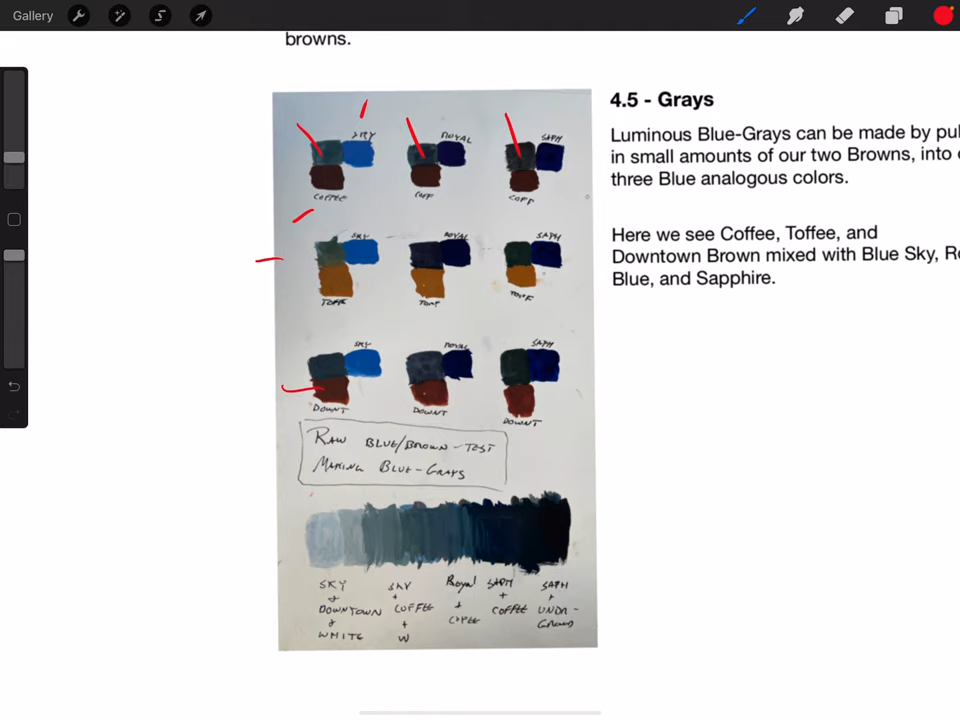 Gallery
browns.
4.5 - Grays
Luminous Blue-Grays can be made by pul
in small amounts of our two Browns, into
three Blue analogous colors.
Here we see Coffee, Toffee, and
Downtown Brown mixed with Blue Sky, Ro
Blue, and Sapphire.
SKY ROYAL SAPH
COFFEE COFF COFF
SKY ROYAL SAPH
TOFF TOFF TOFF
SKY ROYAL SAPH
DOWNT DOWNT DOWNT
RAW BLUE/BROWN-TEST
MAKING BLUE-GRAYS
SKY SKY Royal SAPH SAPH
+ + + + +
DOWNTOWN COFFEE COFFEE UNDR-
+ + GROUND
WHITE W